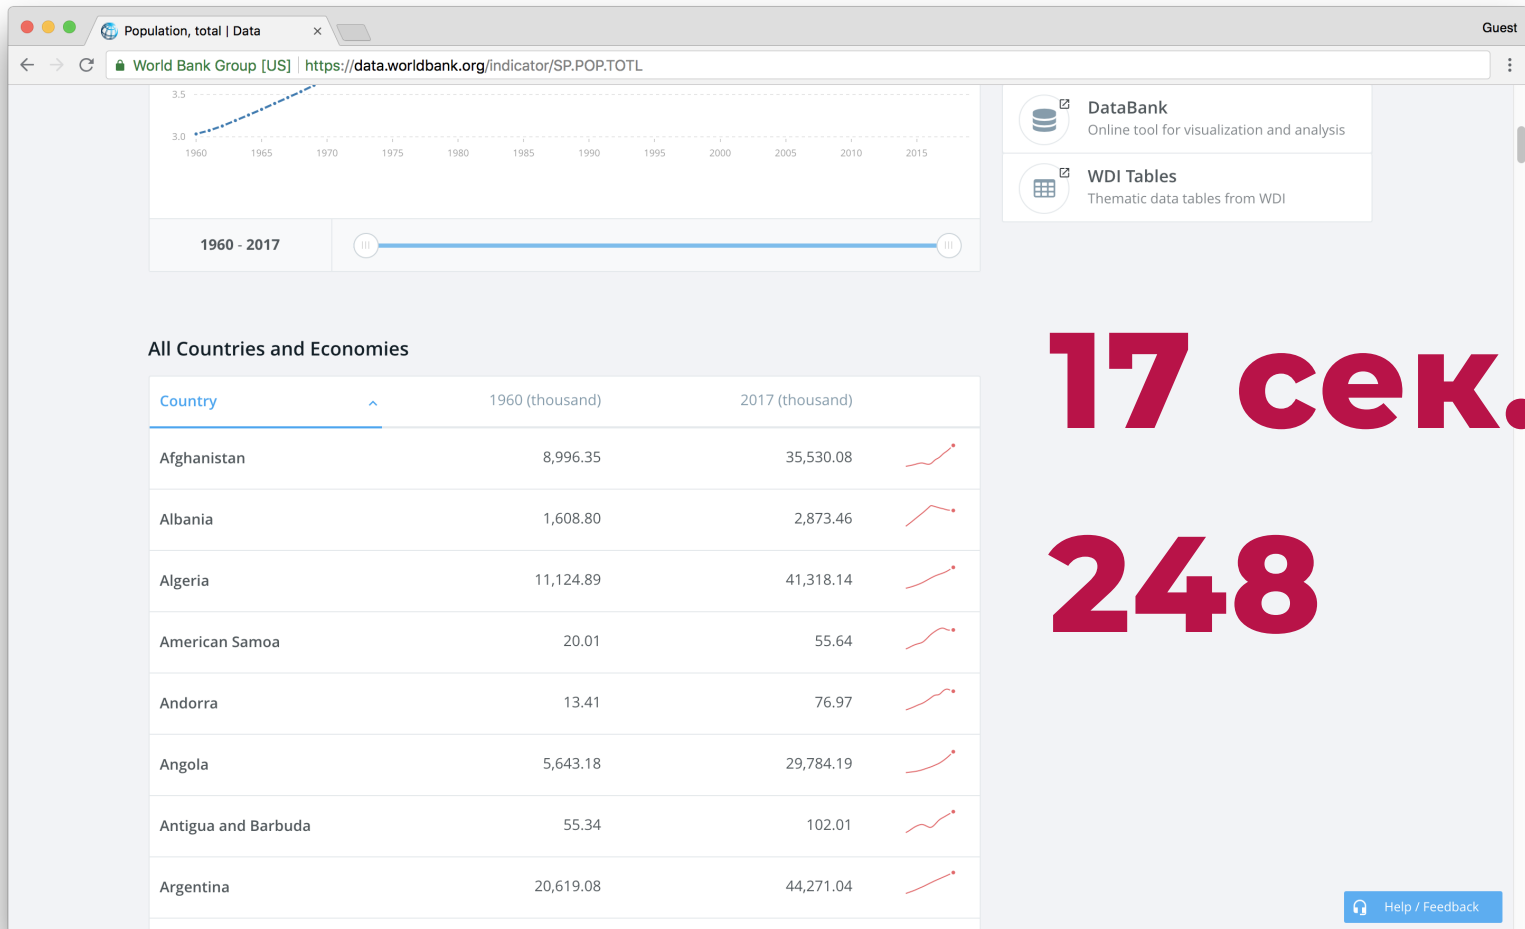 Population, total | Data
Guest
World Bank Group [US] https://data.worldbank.org/indicator/SP.POP.TOTL
3.5
3.0
1960 1965 1970 1975 1980 1985 1990 1995 2000 2005 2010 2015
1960 - 2017
DataBank
Online tool for visualization and analysis
WDI Tables
Thematic data tables from WDI
All Countries and Economies
Country 1960 (thousand) 2017 (thousand)
Afghanistan 8,996.35 35,530.08
Albania 1,608.80 2,873.46
Algeria 11,124.89 41,318.14
American Samoa 20.01 55.64
Andorra 13.41 76.97
Angola 5,643.18 29,784.19
Antigua and Barbuda 55.34 102.01
Argentina 20,619.08 44,271.04
17 сек.
248
Help / Feedback